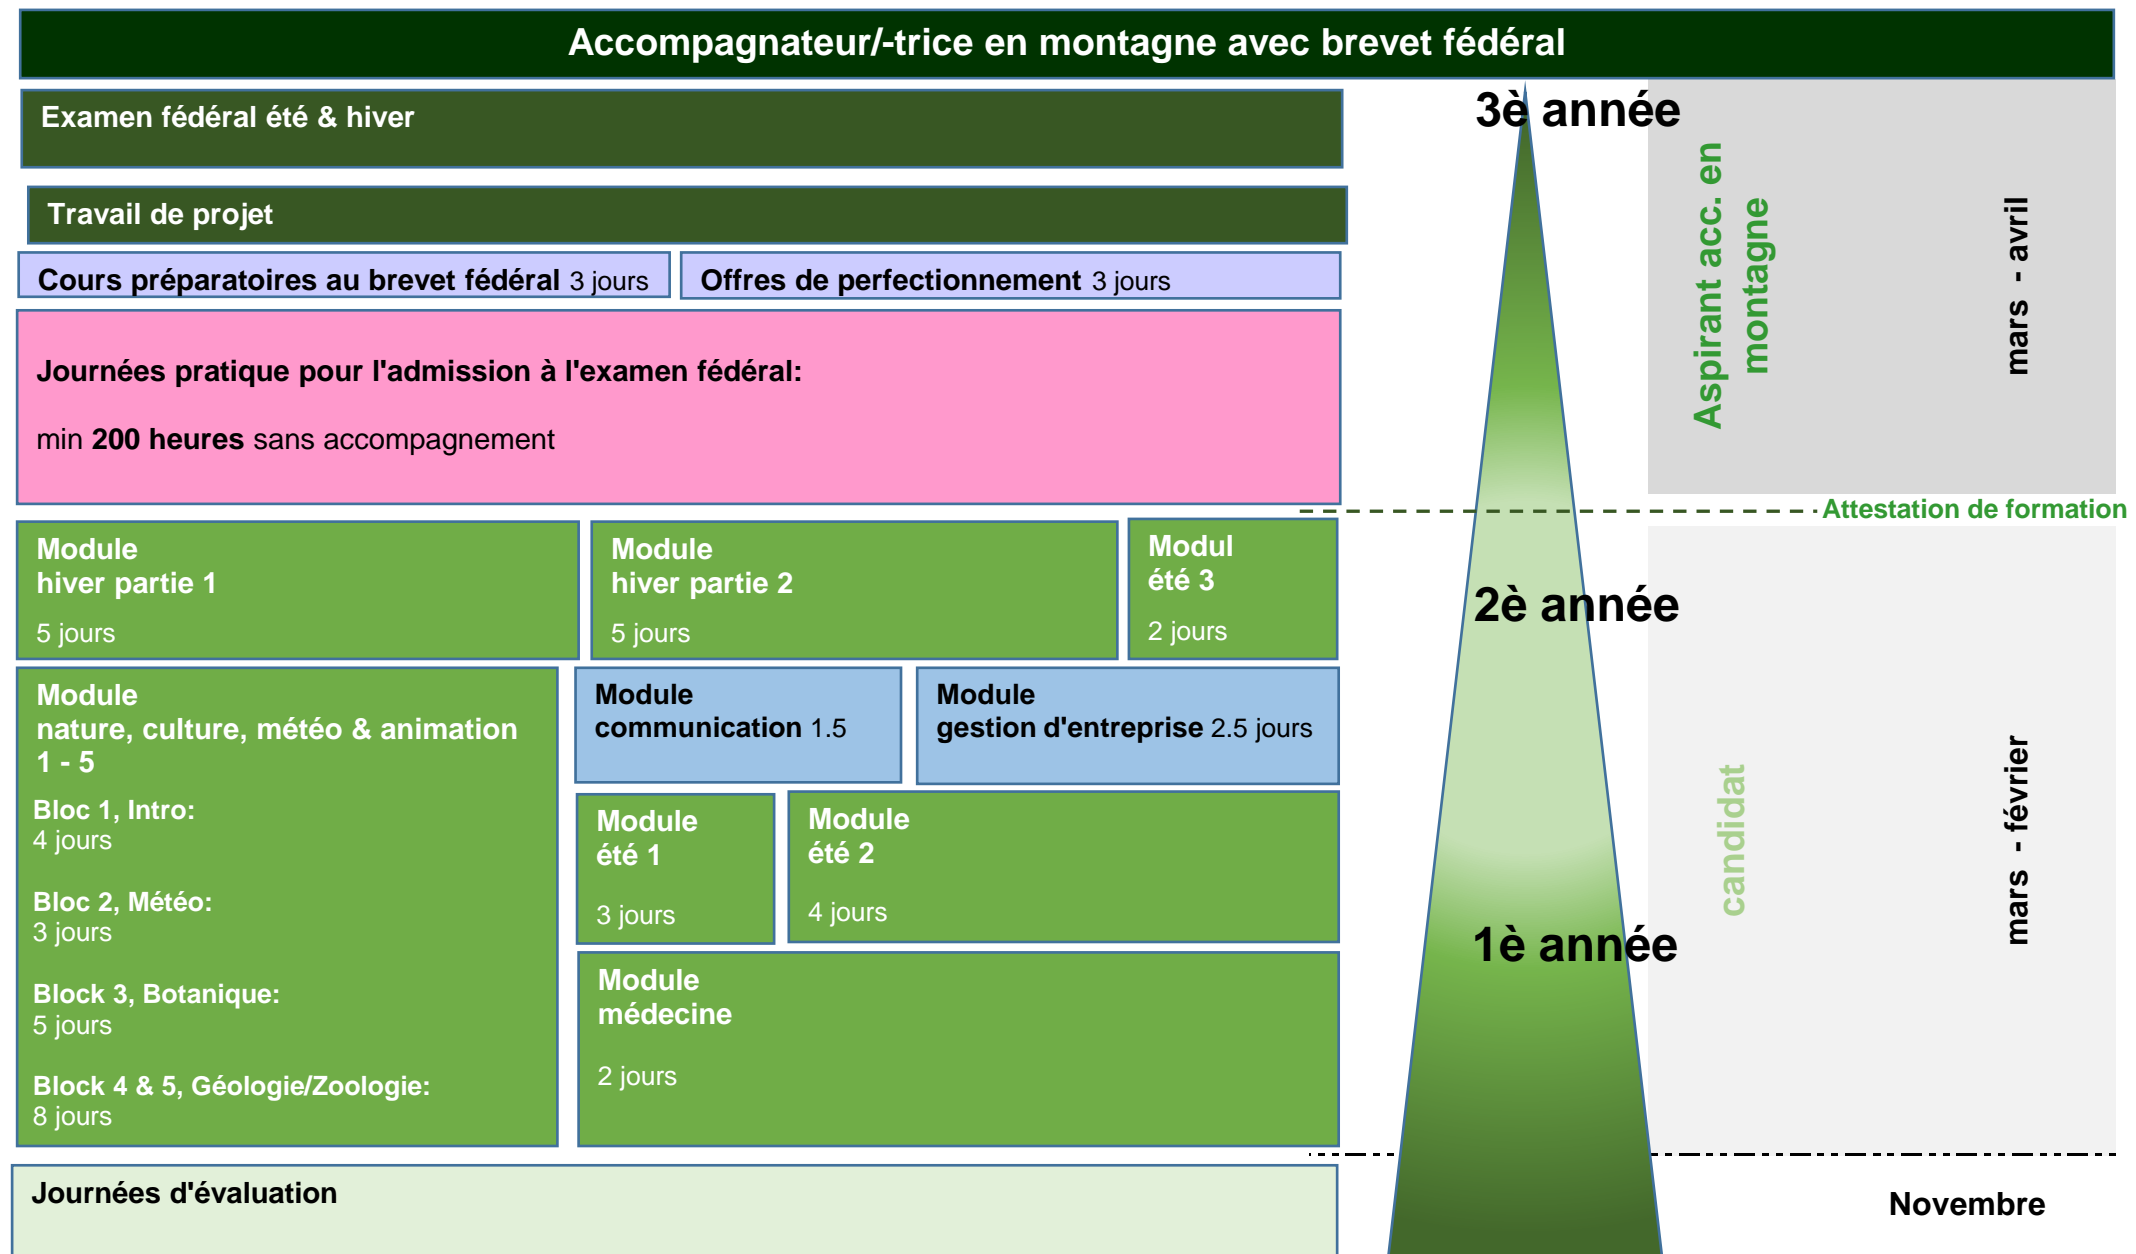 Accompagnateur/-trice en montagne avec brevet fédéral
Examen fédéral été & hiver
Travail de projet
Cours préparatoires au brevet fédéral 3 jours
Offres de perfectionnement 3 jours
Journées pratique pour l'admission à l'examen fédéral:
min 200 heures sans accompagnement
Module
hiver partie 1
5 jours
Module
hiver partie 2
5 jours
Modul
été 3
2 jours
Module
nature, culture, météo & animation
1 - 5
Bloc 1, Intro:
4 jours
Bloc 2, Météo:
3 jours
Block 3, Botanique:
5 jours
Block 4 & 5, Géologie/Zoologie:
8 jours
Module
communication 1.5
Module
gestion d'entreprise 2.5 jours
Module
été 1
3 jours
Module
été 2
4 jours
Module
médecine
2 jours
Journées d'évaluation
3è année
2è année
1è année
Aspirant acc. en
montagne
mars - avril
Attestation de formation
candidat
mars - février
Novembre